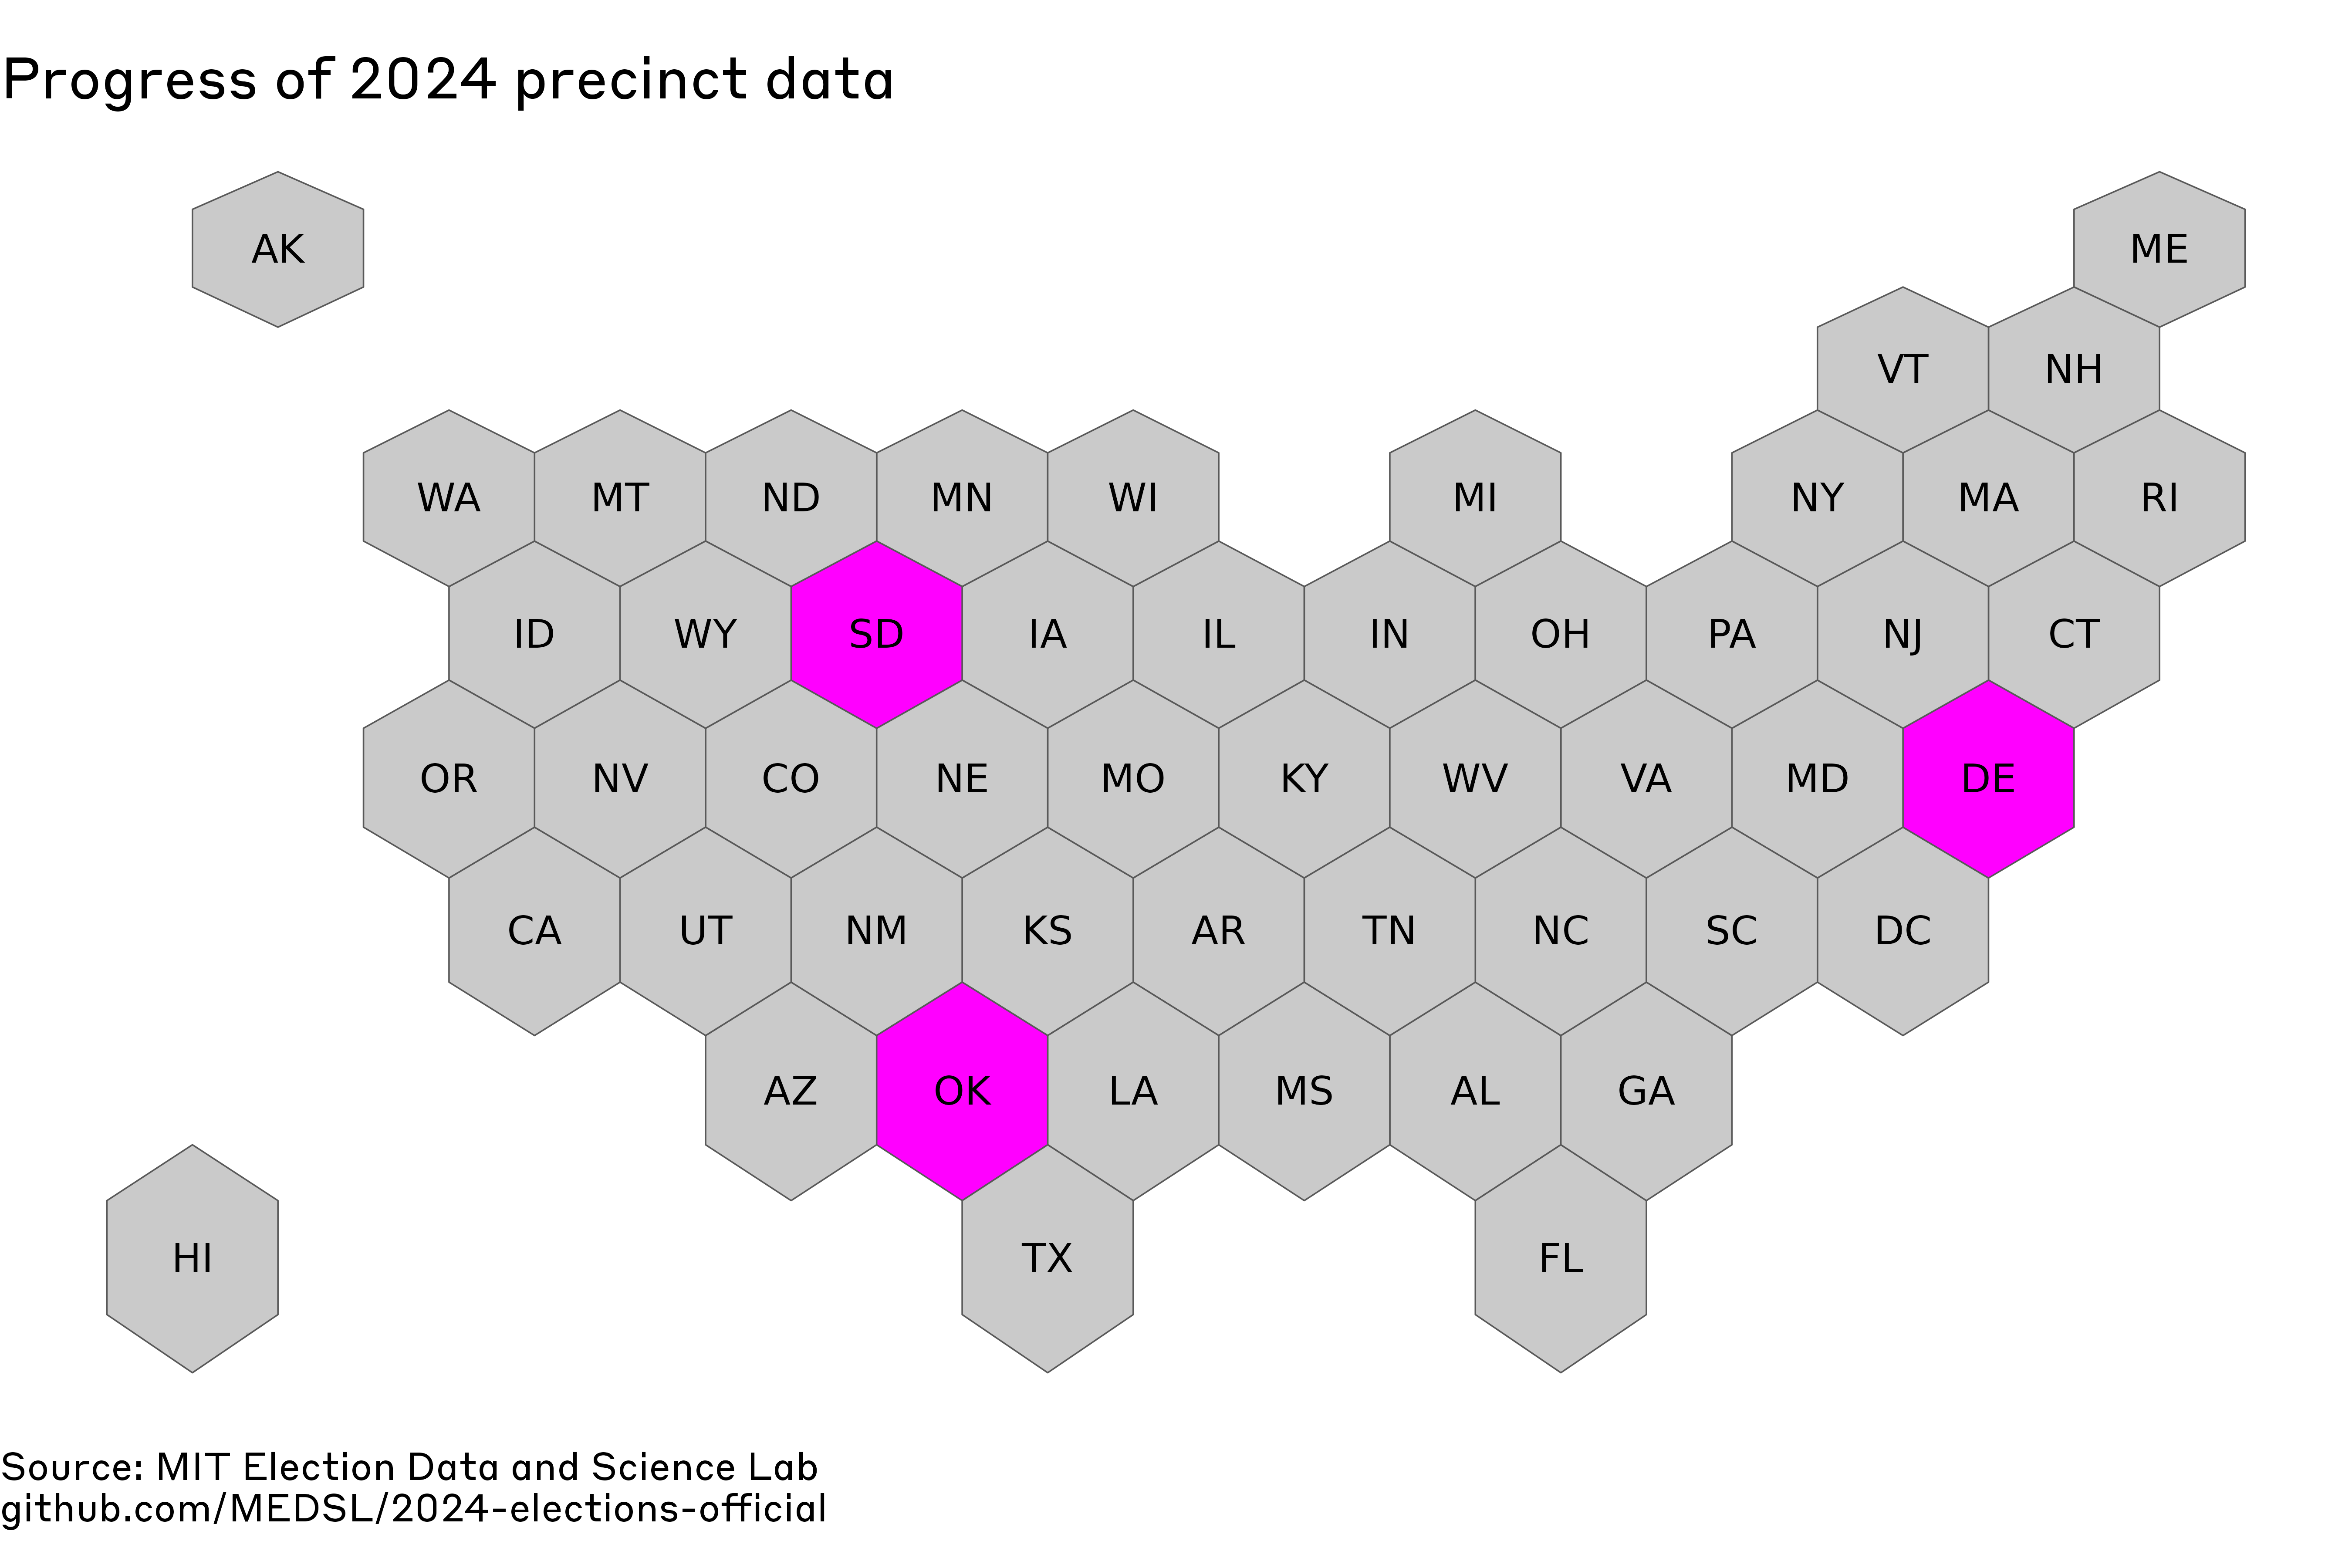 Progress of 2024 precinct data
AK
ME
VT NH
WA MT ND MN WI MI NY MA RI
ID WY SD IA IL IN OH PA NJ CT
OR NV CO NE MO KY WV VA MD DE
CA UT NM KS AR TN NC SC DC
AZ OK LA MS AL GA
HI TX FL
Source: MIT Election Data and Science Lab
github.com/MEDSL/2024-elections-official